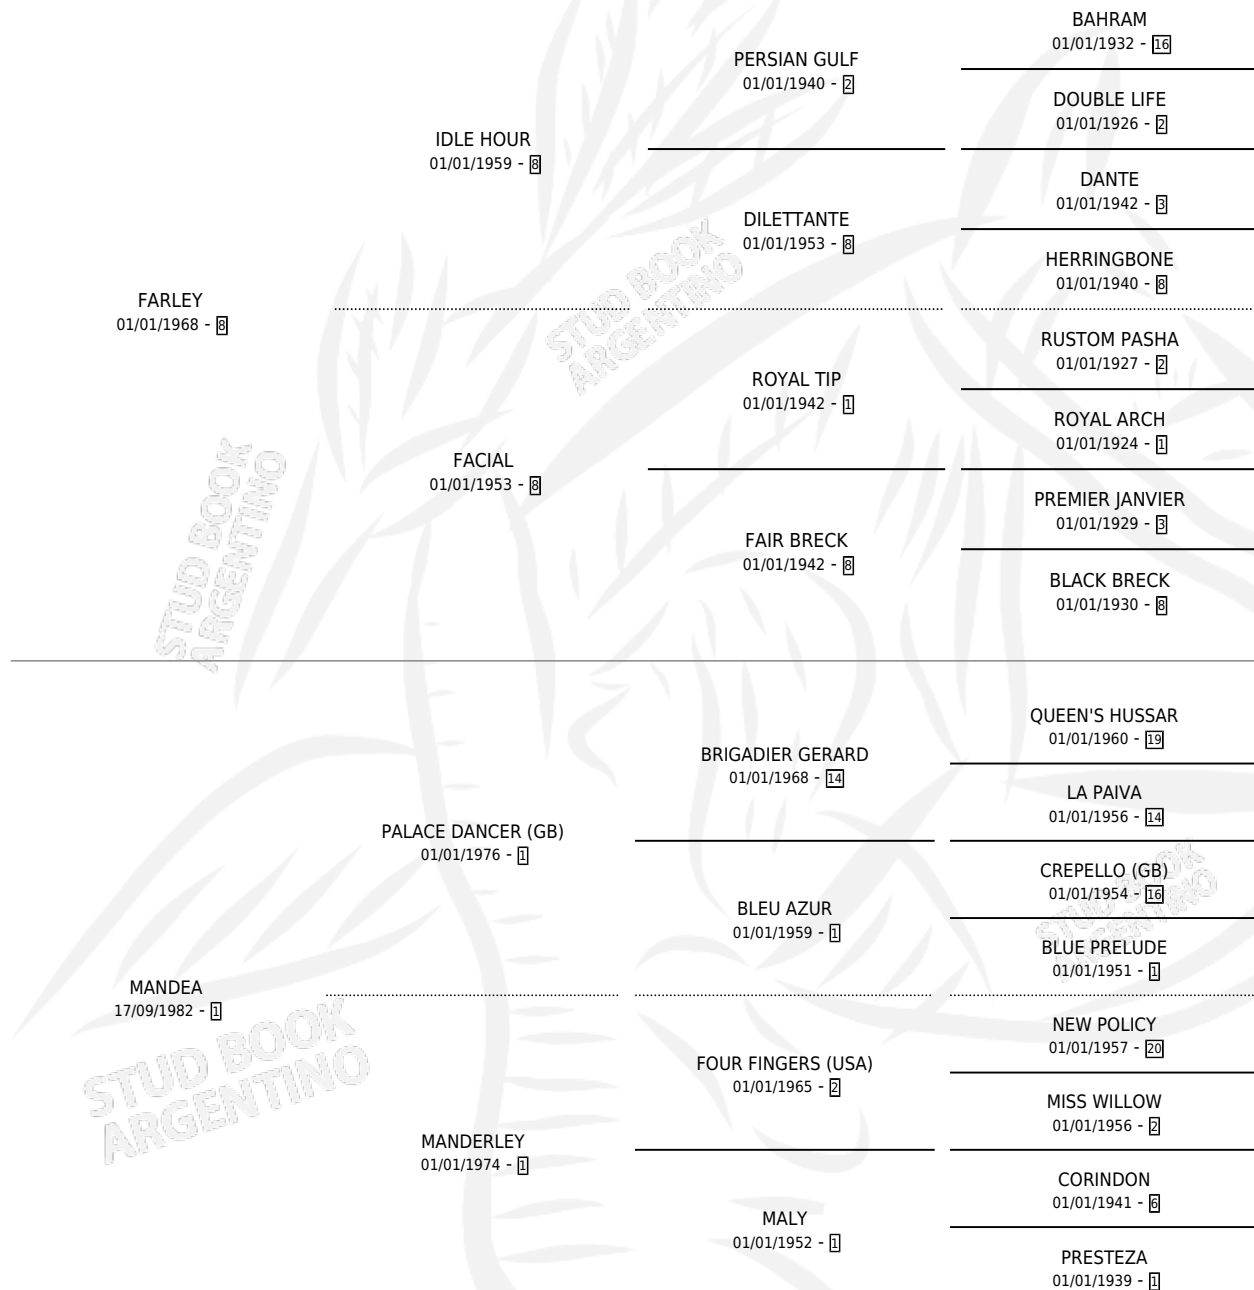 BAHRAM
01/01/1932 - 16
PERSIAN GULF
01/01/1940 - 2
DOUBLE LIFE
01/01/1926 - 2
IDLE HOUR
01/01/1959 - 8
DANTE
01/01/1942 - 3
DILETTANTE
01/01/1953 - 8
HERRINGBONE
01/01/1940 - 8
FARLEY
01/01/1968 - 8
RUSTOM PASHA
01/01/1927 - 2
ROYAL TIP
01/01/1942 - 1
ROYAL ARCH
01/01/1924 - 1
FACIAL
01/01/1953 - 8
PREMIER JANVIER
01/01/1929 - 3
FAIR BRECK
01/01/1942 - 8
BLACK BRECK
01/01/1930 - 8
STUD BOOK
ARGENTINO
STUD BOOK
ARGENTINO
QUEEN'S HUSSAR
01/01/1960 - 19
BRIGADIER GERARD
01/01/1968 - 14
LA PAIVA
01/01/1956 - 14
PALACE DANCER (GB)
01/01/1976 - 1
CREPELLO (GB)
01/01/1954 - 16
BLEU AZUR
01/01/1959 - 1
BLUE PRELUDE
01/01/1951 - 1
MANDEA
17/09/1982 - 1
NEW POLICY
01/01/1957 - 20
FOUR FINGERS (USA)
01/01/1965 - 2
MISS WILLOW
01/01/1956 - 2
MANDERLEY
01/01/1974 - 1
CORINDON
01/01/1941 - 6
MALY
01/01/1952 - 1
PRESTEZA
01/01/1939 - 1
STUD BOOK
ARGENTINO
STUD BOOK
ARGENTINO